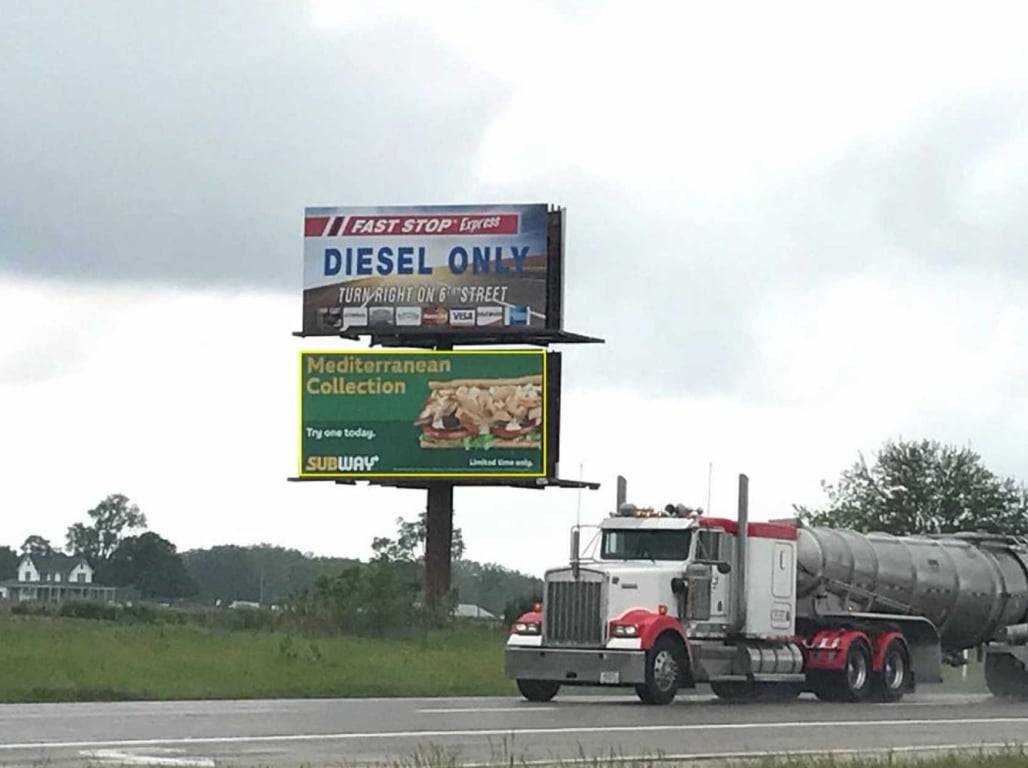 FAST STOP Express
DIESEL ONLY
TURN RIGHT ON 6TH STREET
VISA
Mediterranean
Collection
Try one today.
SUBWAY
Limited time only.